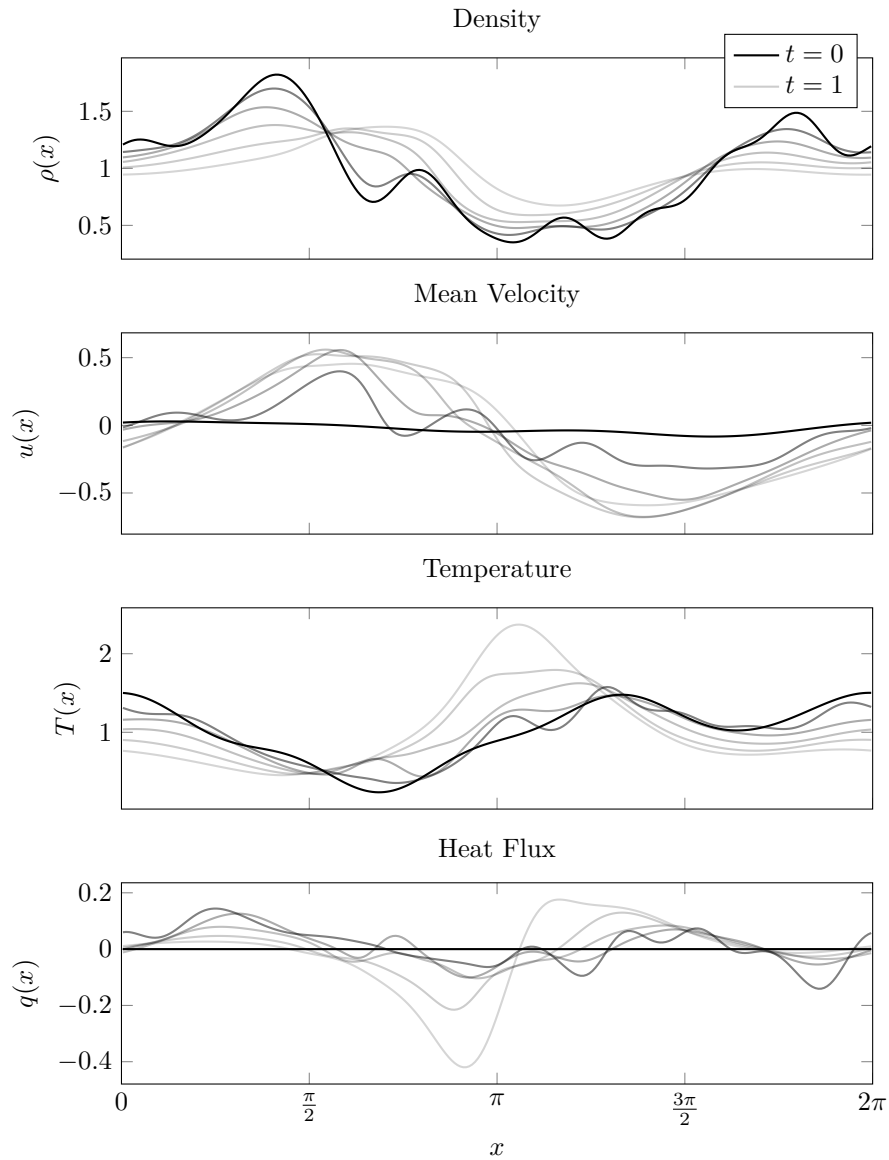 Density
t = 0
t = 1
1.5
1
0.5
ρ(x)
Mean Velocity
0.5
0
−0.5
u(x)
Temperature
2
1
T(x)
Heat Flux
0.2
0
−0.2
−0.4
q(x)
0 π/2 π 3π/2 2π
x